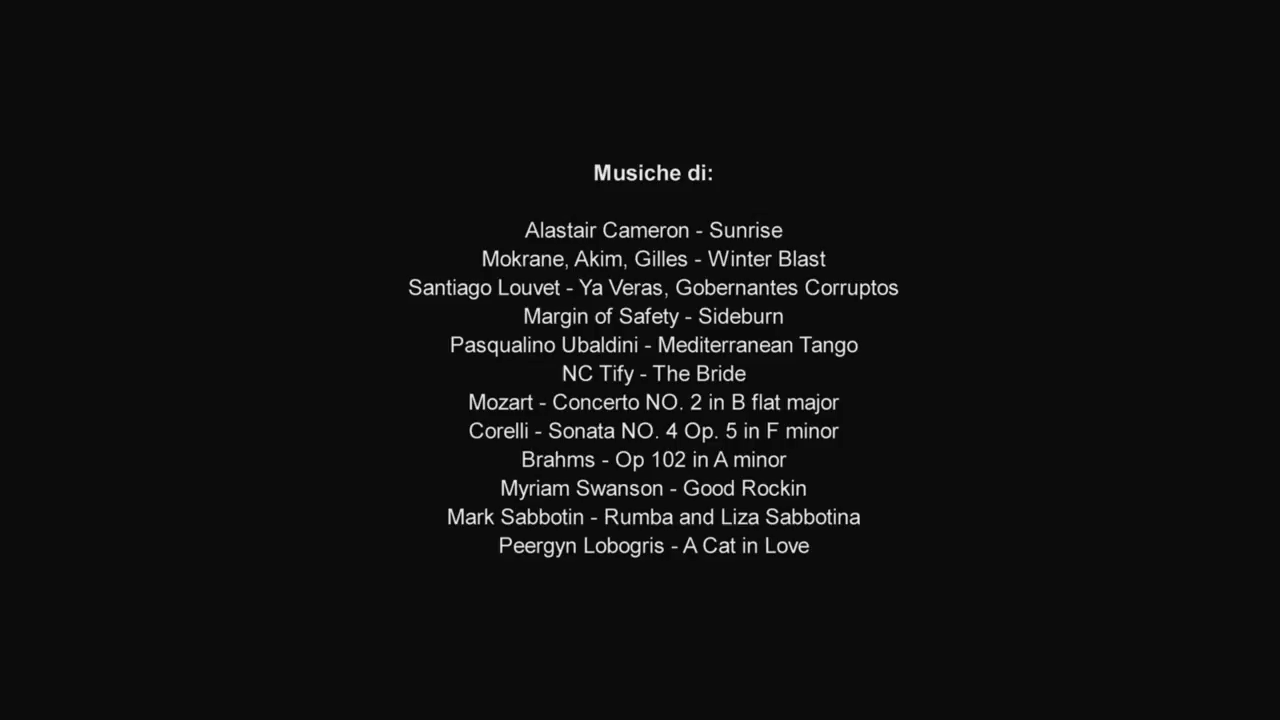 Musiche di:
Alastair Cameron - Sunrise
Mokrane, Akim, Gilles - Winter Blast
Santiago Louvet - Ya Veras, Gobernantes Corruptos
Margin of Safety - Sideburn
Pasqualino Ubaldini - Mediterranean Tango
NC Tify - The Bride
Mozart - Concerto NO. 2 in B flat major
Corelli - Sonata NO. 4 Op. 5 in F minor
Brahms - Op 102 in A minor
Myriam Swanson - Good Rockin
Mark Sabbotin - Rumba and Liza Sabbotina
Peergyn Lobogris - A Cat in Love